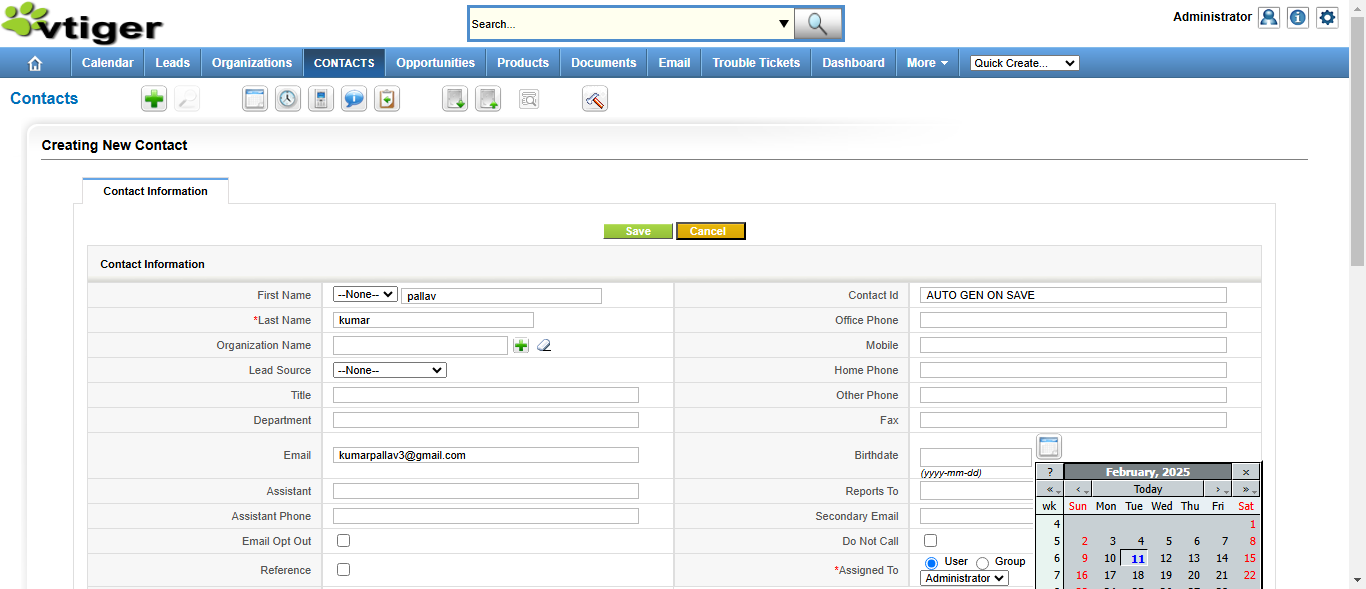 vtiger
Search...
Administrator
Calendar Leads Organizations CONTACTS Opportunities Products Documents Email Trouble Tickets Dashboard More Quick Create...
Contacts
Creating New Contact
Contact Information
Save Cancel
Contact Information
First Name --None-- pallav Contact Id AUTO GEN ON SAVE
*Last Name kumar Office Phone
Organization Name Mobile
Lead Source --None-- Home Phone
Title Other Phone
Department Fax
Email kumarpallav3@gmail.com Birthdate
(yyyy-mm-dd)
Assistant Reports To
Assistant Phone Secondary Email
Email Opt Out Do Not Call
Reference *Assigned To User Group
Administrator
? February, 2025 ×
« ‹ Today › »
wk Sun Mon Tue Wed Thu Fri Sat
4 1
5 2 3 4 5 6 7 8
6 9 10 11 12 13 14 15
7 16 17 18 19 20 21 22